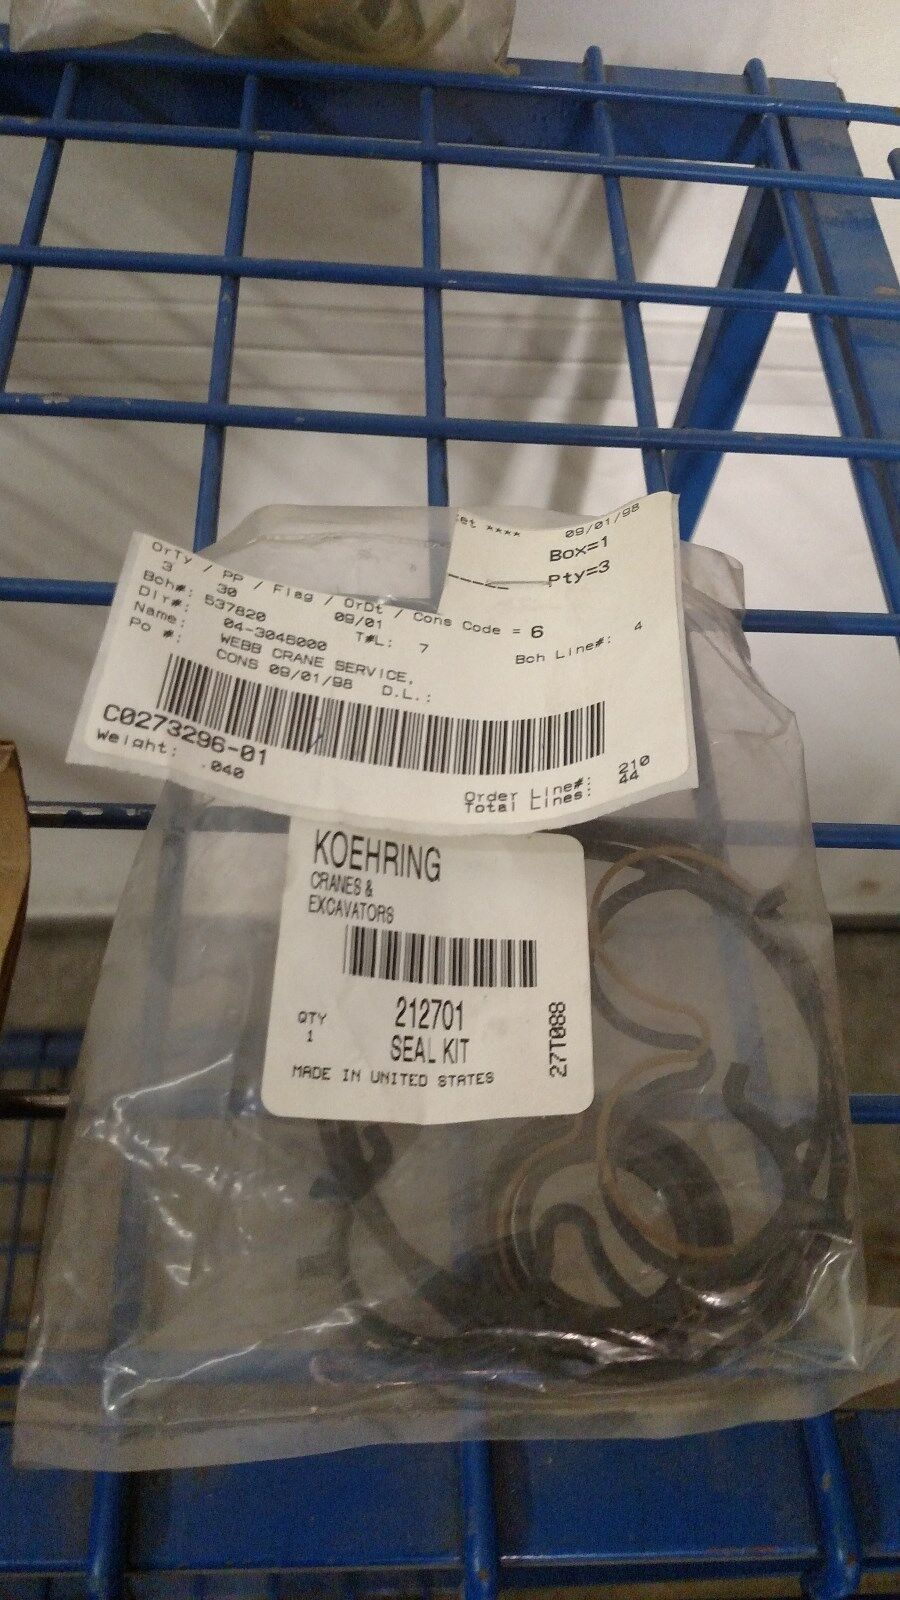 et **** 09/01/98
Box=1
Pty=3
OrTy / PP / Flag / OrDt / Cons Code = 6
3 30 09/01
Bch#: 537820 T#L: 7 Bch Line#: 4
Dlr#: 04-3046000
Name: WEBB CRANE SERVICE,
Po #: CONS 09/01/98 D.L.:
C0273296-01
Weight: .040
Order Line#: 210
Total Lines: 44
KOEHRING
CRANES &
EXCAVATORS
212701
QTY
1
SEAL KIT
27T088
MADE IN UNITED STATES